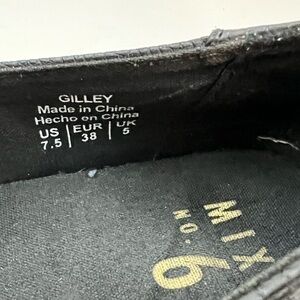 GILLEY
Made in China
Hecho en China
US | EUR | UK
7.5 | 38 | 5
MIX
NO. 6